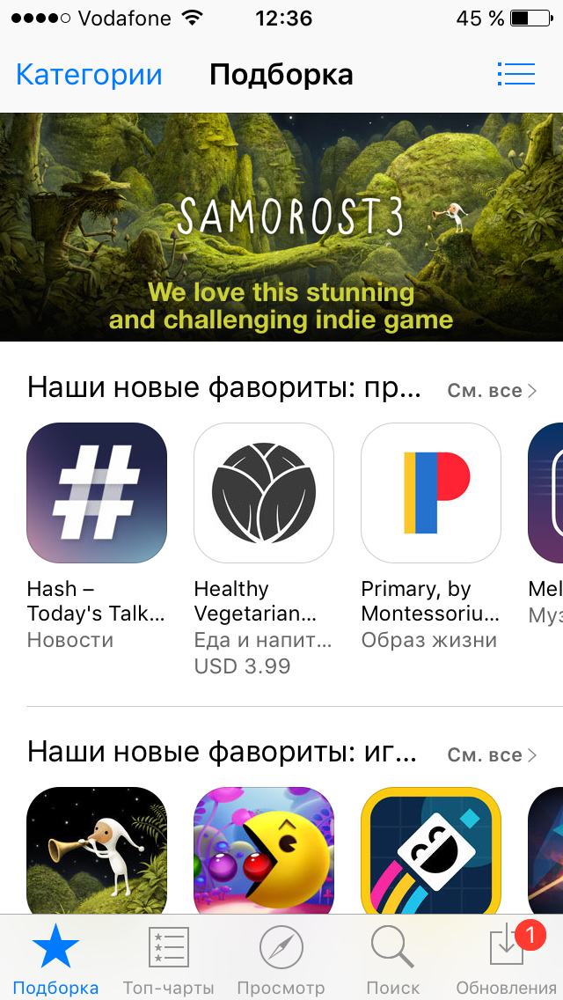 Vodafone 12:36 45 %
Категории Подборка
SAMOROST3
We love this stunning
and challenging indie game
Наши новые фавориты: пр... См. все
#
Hash –
Today's Talk...
Новости
Healthy
Vegetarian...
Еда и напит...
USD 3.99
P
Primary, by
Montessoriu...
Образ жизни
Mel
Муз
Наши новые фавориты: иг... См. все
1
Подборка Топ-чарты Просмотр Поиск Обновления